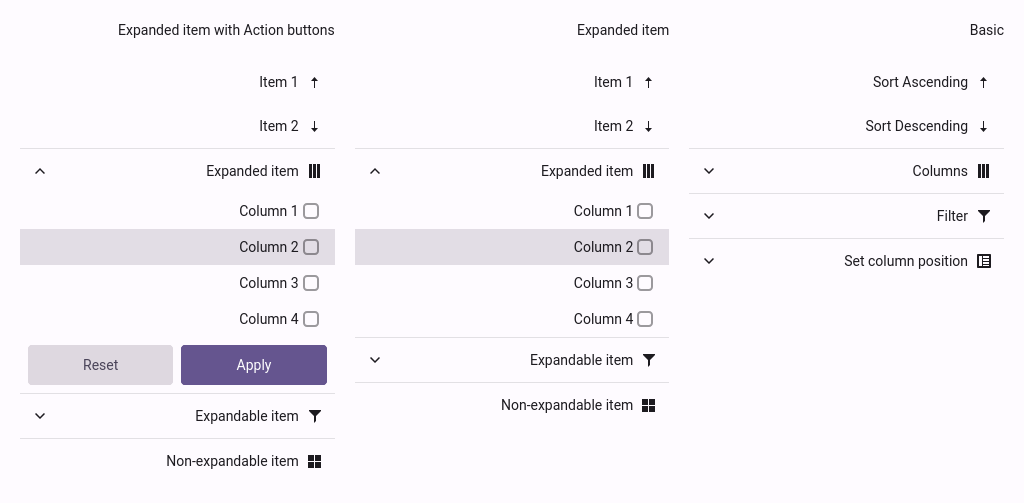 Expanded item with Action buttons
Item 1
Item 2
Expanded item
Column 1
Column 2
Column 3
Column 4
Reset
Apply
Expandable item
Non-expandable item
Expanded item
Item 1
Item 2
Expanded item
Column 1
Column 2
Column 3
Column 4
Expandable item
Non-expandable item
Basic
Sort Ascending
Sort Descending
Columns
Filter
Set column position